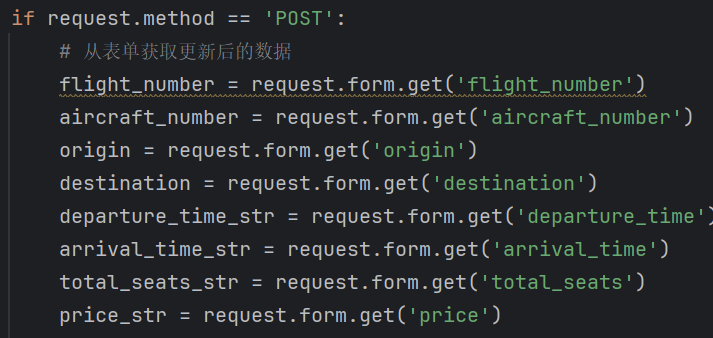 if request.method == 'POST':
# 从表单获取更新后的数据
flight_number = request.form.get('flight_number')
aircraft_number = request.form.get('aircraft_number')
origin = request.form.get('origin')
destination = request.form.get('destination')
departure_time_str = request.form.get('departure_time')
arrival_time_str = request.form.get('arrival_time')
total_seats_str = request.form.get('total_seats')
price_str = request.form.get('price')